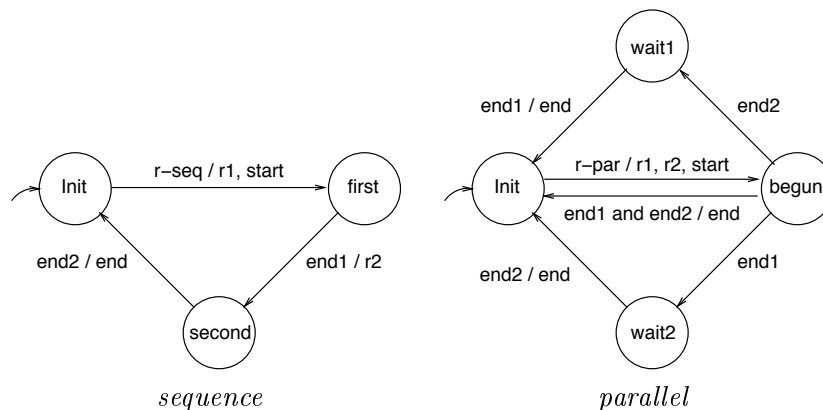 wait1
end1 / end
end2
r−seq / r1, start
Init
first
r−par / r1, r2, start
Init
begun
end1 and end2 / end
end2 / end
end1 / r2
end2 / end
end1
second
wait2
sequence
parallel